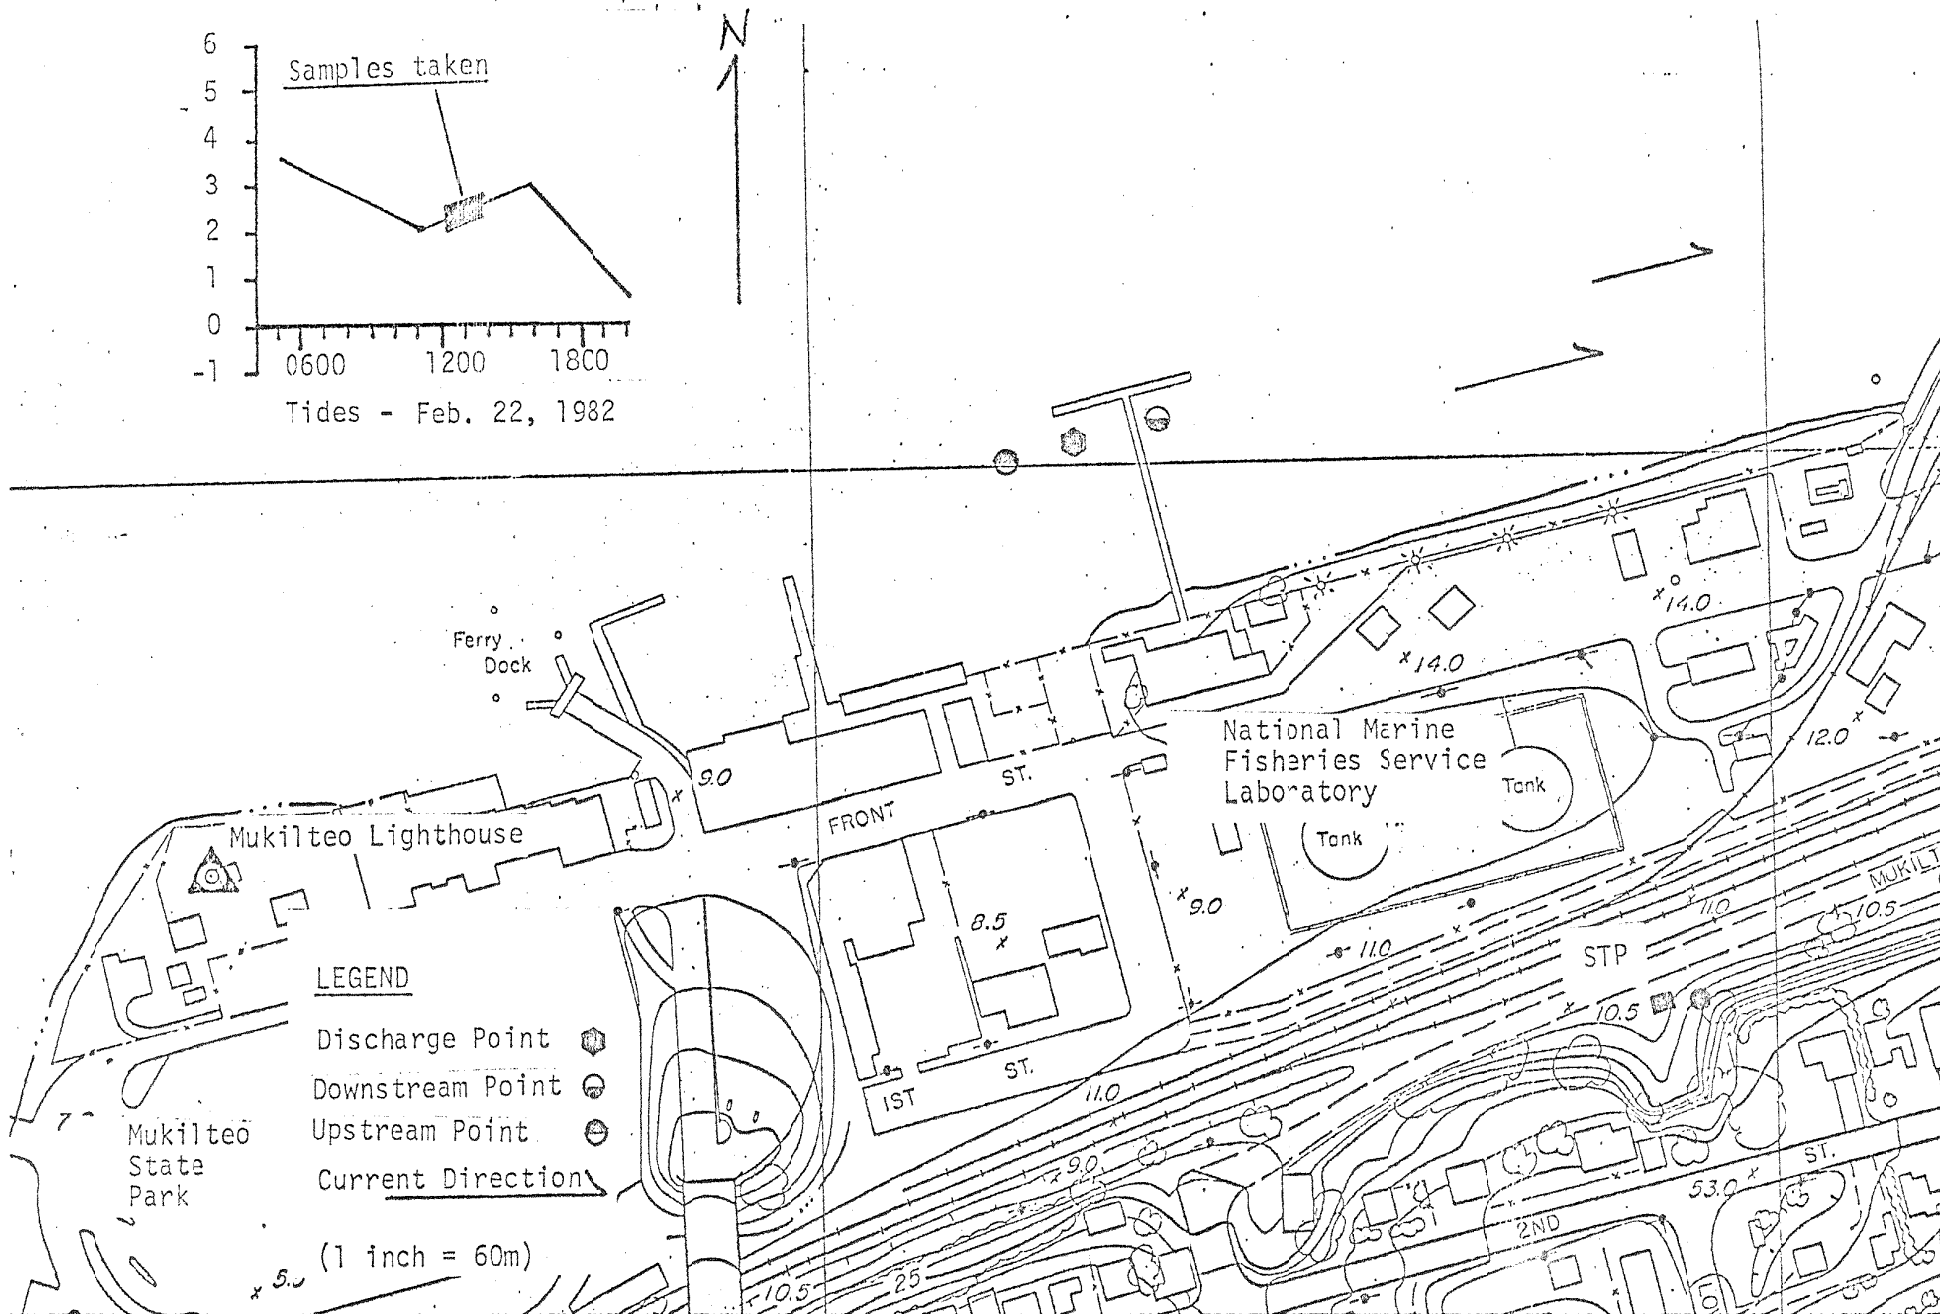 N
6
5
4
3
2
1
0
-1
Samples taken
0600 1200 1800
Tides - Feb. 22, 1982
Ferry
Dock
Mukilteo Lighthouse
9.0
FRONT ST.
National Marine
Fisheries Service
Laboratory
Tank
Tank
14.0
14.0
12.0
9.0
8.5
11.0
11.0
10.5
STP
10.5
1ST ST.
11.0
9.0
53.0
2ND ST.
10.5
25
LEGEND
Discharge Point
Downstream Point
Upstream Point
Current Direction
(1 inch = 60m)
Mukilteo
State
Park